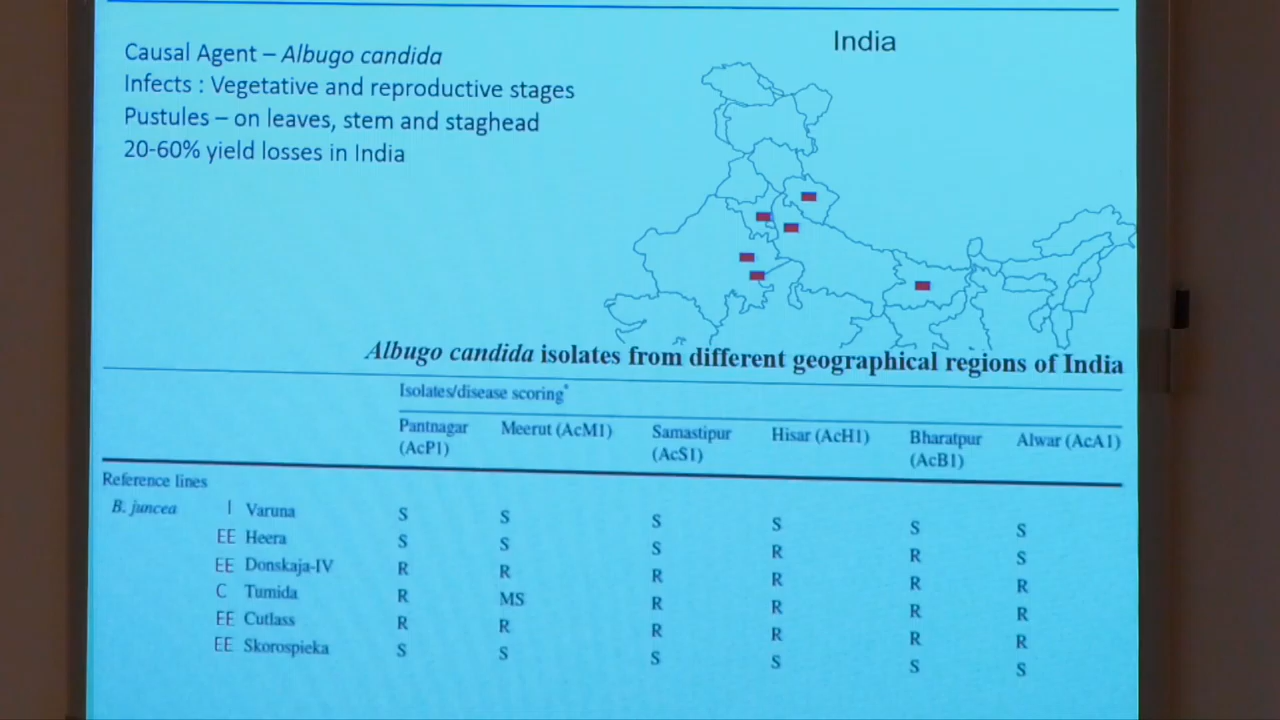 Causal Agent – Albugo candida
Infects : Vegetative and reproductive stages
Pustules – on leaves, stem and staghead
20-60% yield losses in India
India
Albugo candida isolates from different geographical regions of India
Isolates/disease scoring*
Pantnagar (AcP1) Meerut (AcM1) Samastipur (AcS1) Hisar (AcH1) Bharatpur (AcB1) Alwar (AcA1)
Reference lines
B. juncea I Varuna S S S S S S
EE Heera S S S R R S
EE Donskaja-IV R R R R R R
C Tumida R MS R R R R
EE Cutlass R R R R R R
EE Skorospieka S S S S S S